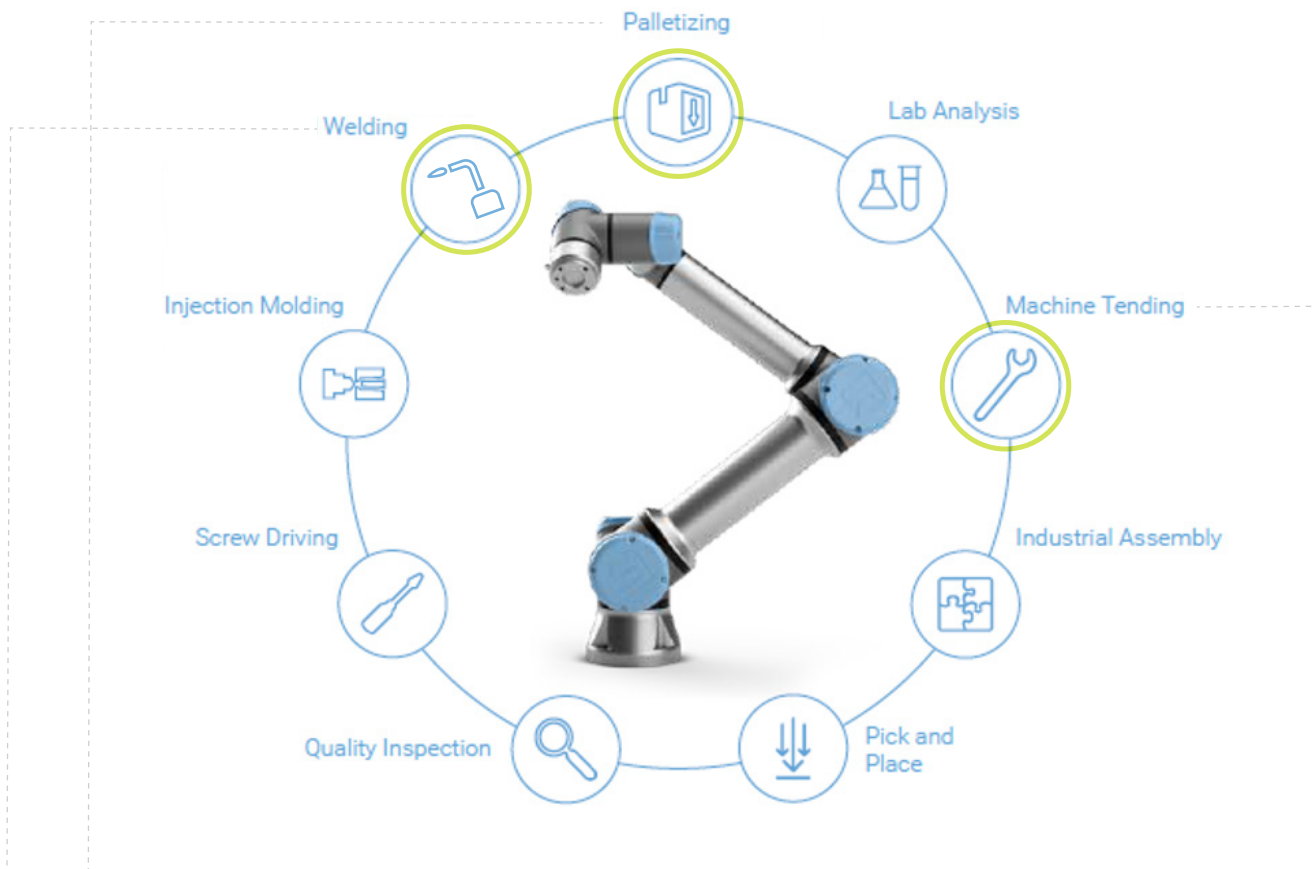 Palletizing
Lab Analysis
Welding
Machine Tending
Injection Molding
Industrial Assembly
Screw Driving
Pick and
Place
Quality Inspection